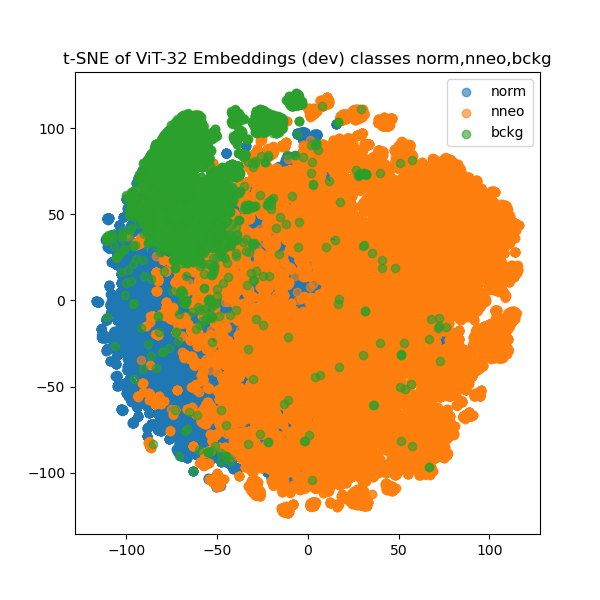 t-SNE of ViT-32 Embeddings (dev) classes norm,nneo,bckg
norm
nneo
bckg
100
50
0
−50
−100
−100 −50 0 50 100